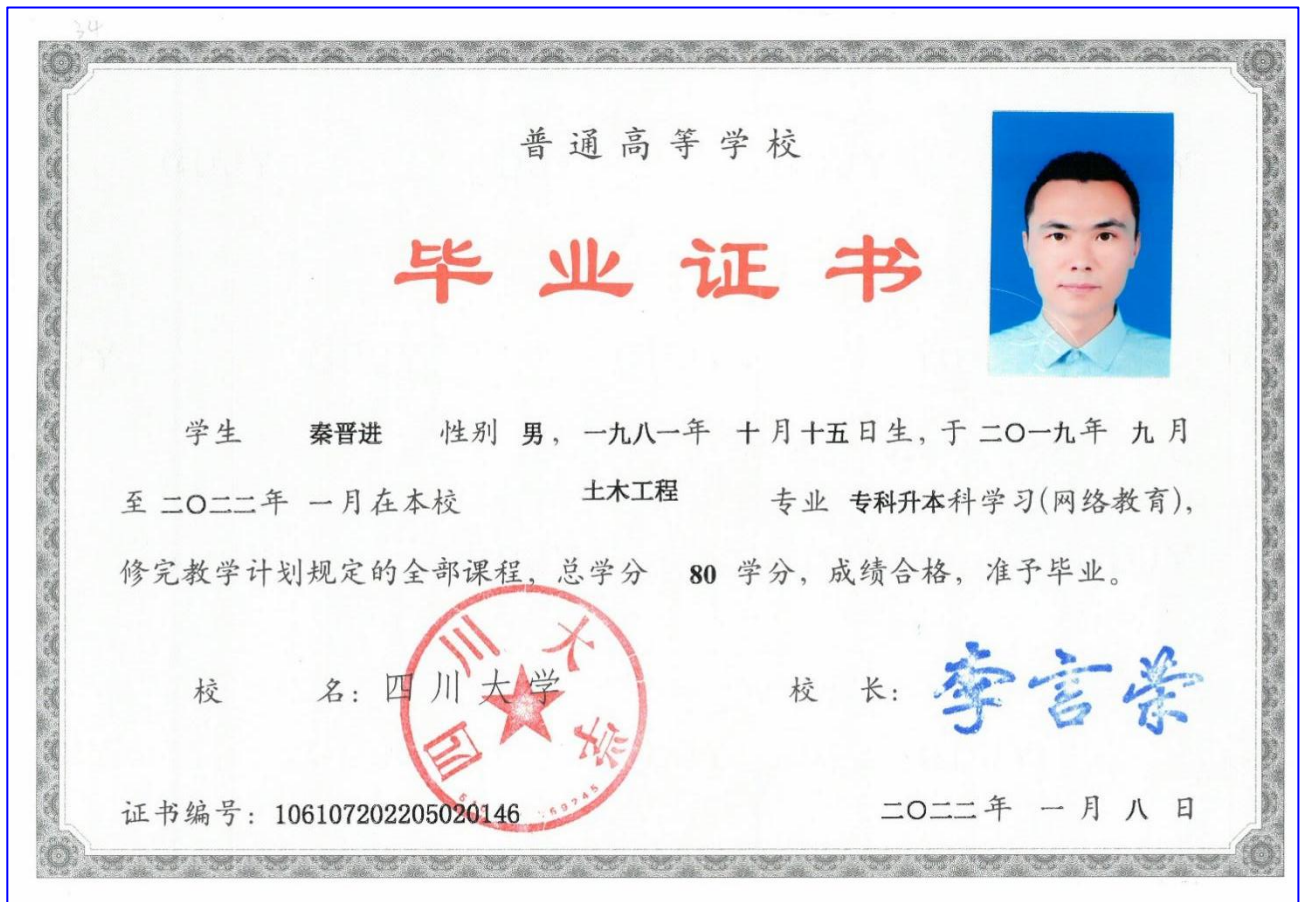 34
普通高等学校
毕业证书
学生 秦晋进 性别 男，一九八一年 十月十五日生，于 二〇一九年 九月
至 二〇二二年 一月在本校 土木工程 专业 专科升本科学习(网络教育)，
修完教学计划规定的全部课程，总学分 80 学分，成绩合格，准予毕业。
校 名：四川大学 校 长：李言荣
四川大学
证书编号：106107202205020146 二〇二二年 一月八日